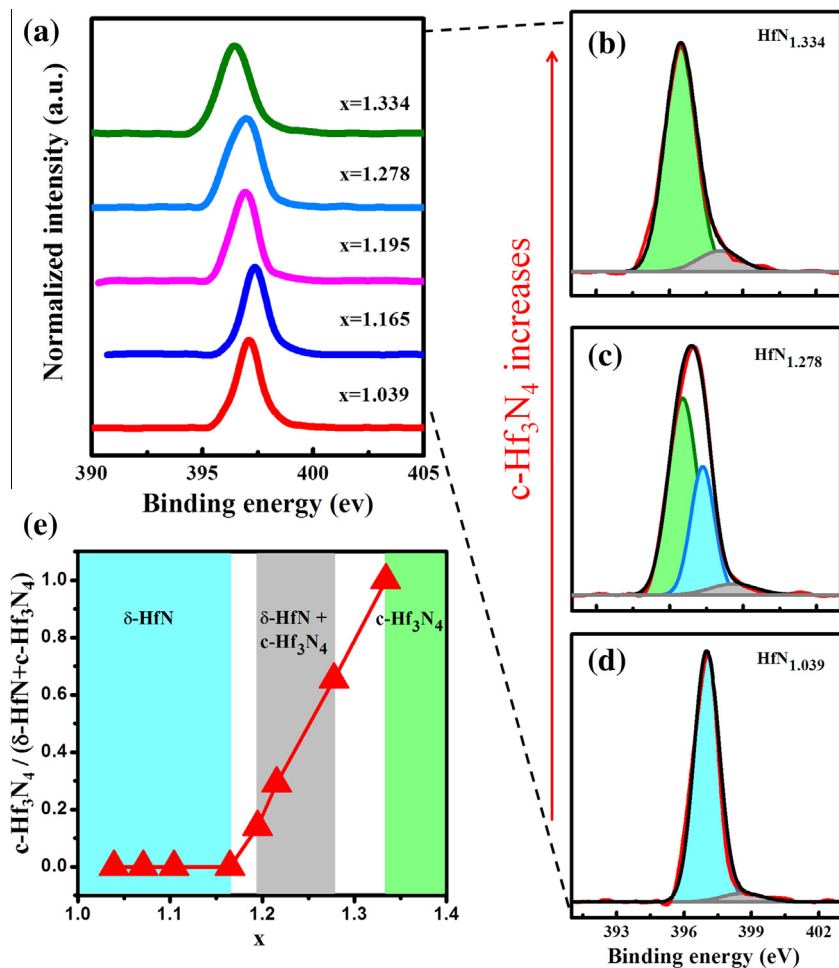 (a)
Normalized intensity (a.u.)
x=1.334
x=1.278
x=1.195
x=1.165
x=1.039
390 395 400 405
Binding energy (ev)
c-Hf₃N₄ increases
(b)
HfN₁.₃₃₄
(c)
HfN₁.₂₇₈
(d)
HfN₁.₀₃₉
393 396 399 402
Binding energy (eV)
(e)
c-Hf₃N₄ / (δ-HfN+c-Hf₃N₄)
1.0
0.8
0.6
0.4
0.2
0.0
δ-HfN
δ-HfN +
c-Hf₃N₄
c-Hf₃N₄
1.0 1.1 1.2 1.3 1.4
x